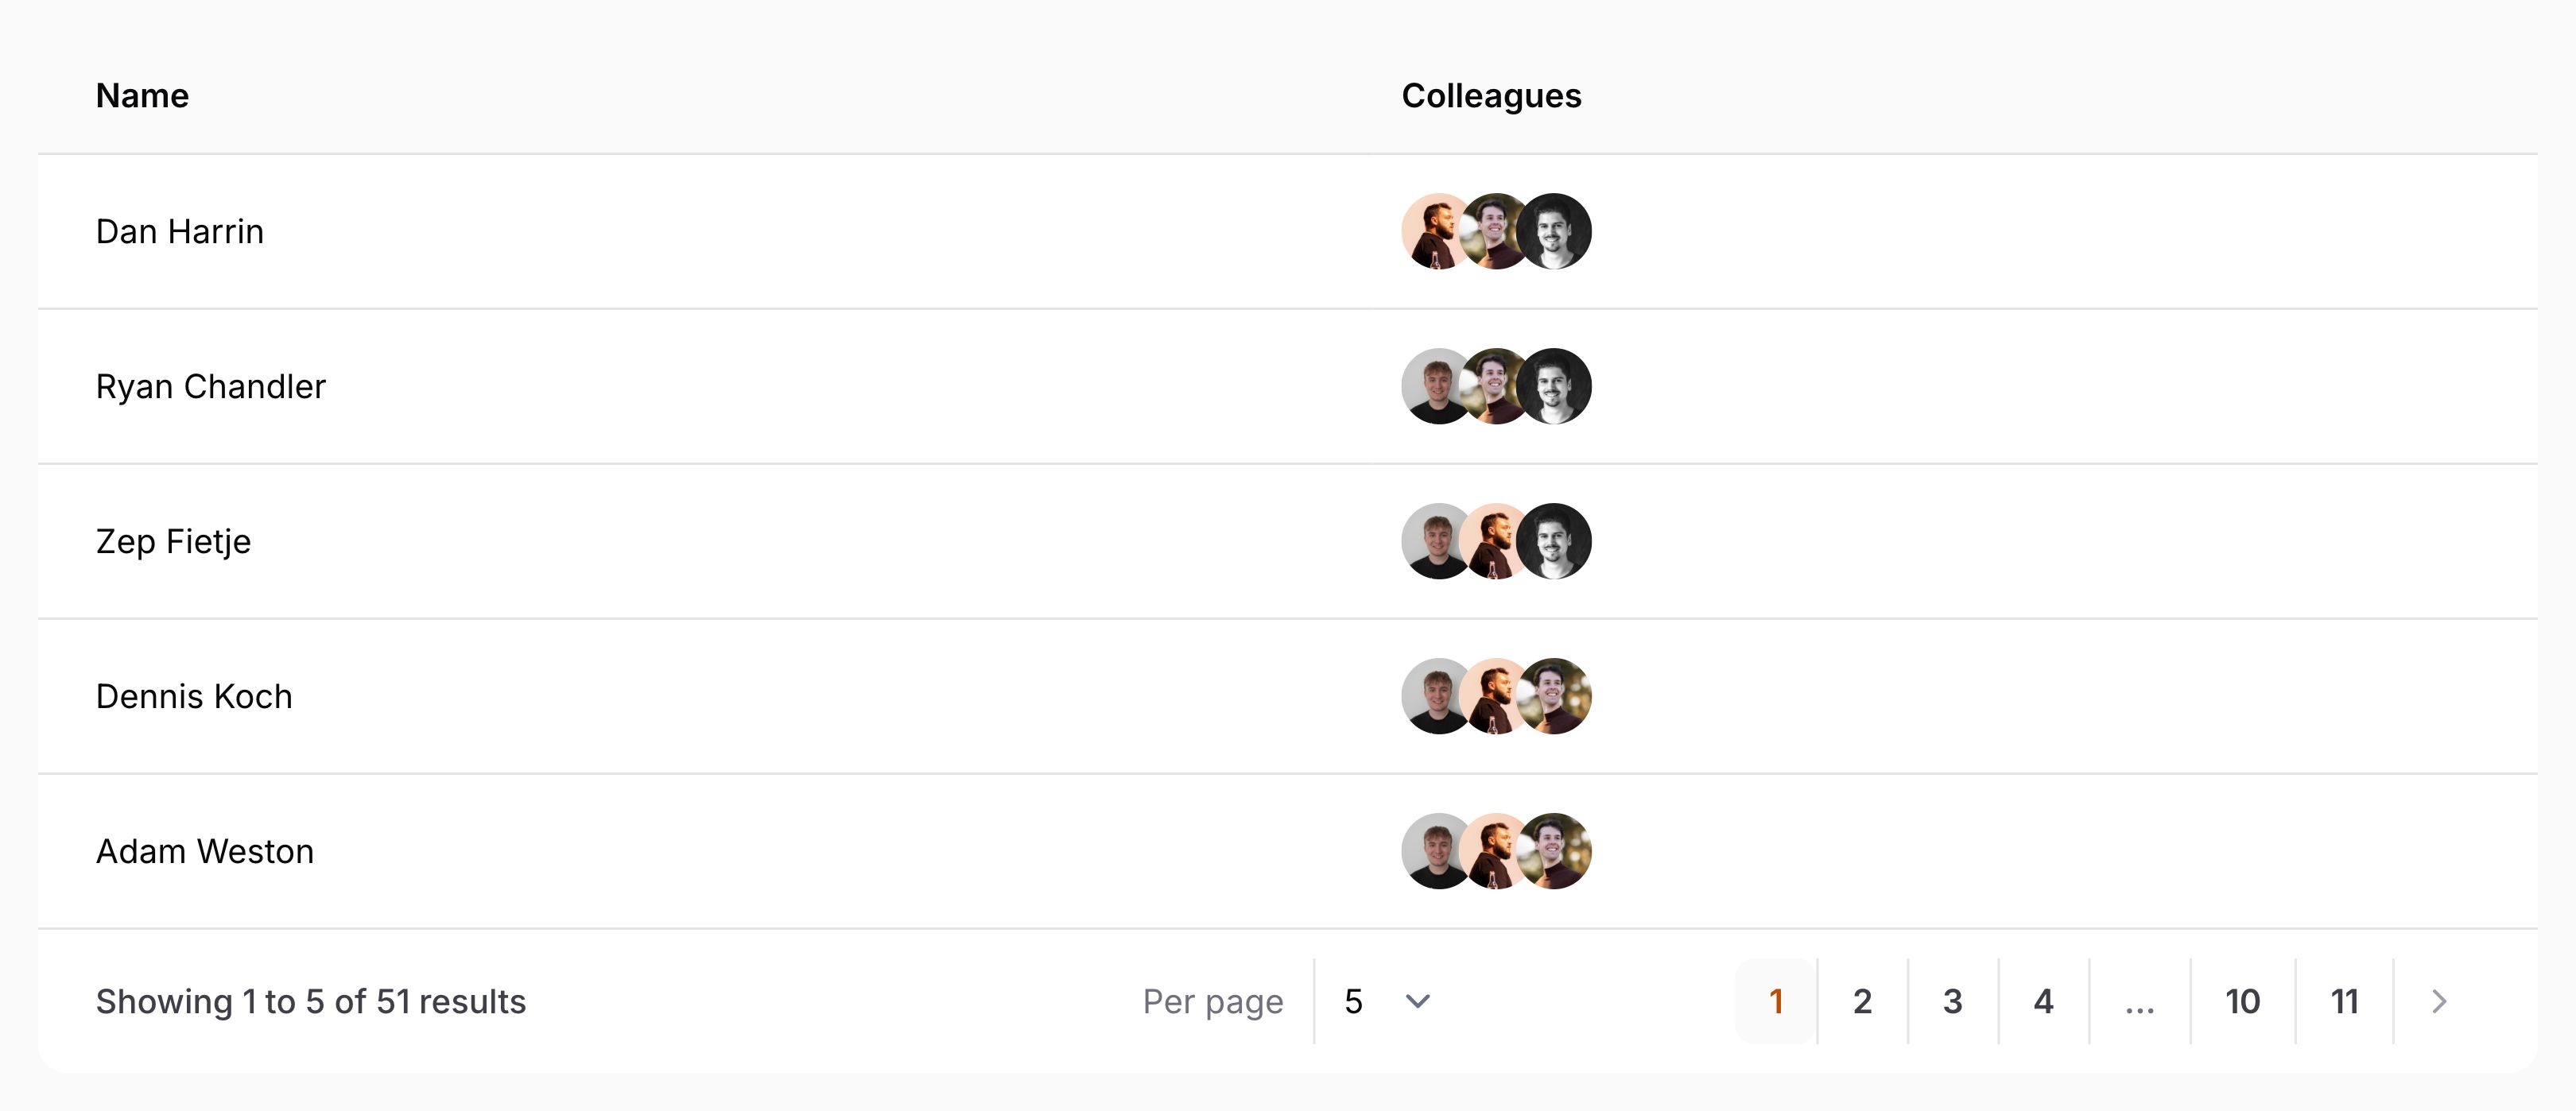 Name Colleagues
Dan Harrin
Ryan Chandler
Zep Fietje
Dennis Koch
Adam Weston
Showing 1 to 5 of 51 results Per page 5 1 2 3 4 ... 10 11